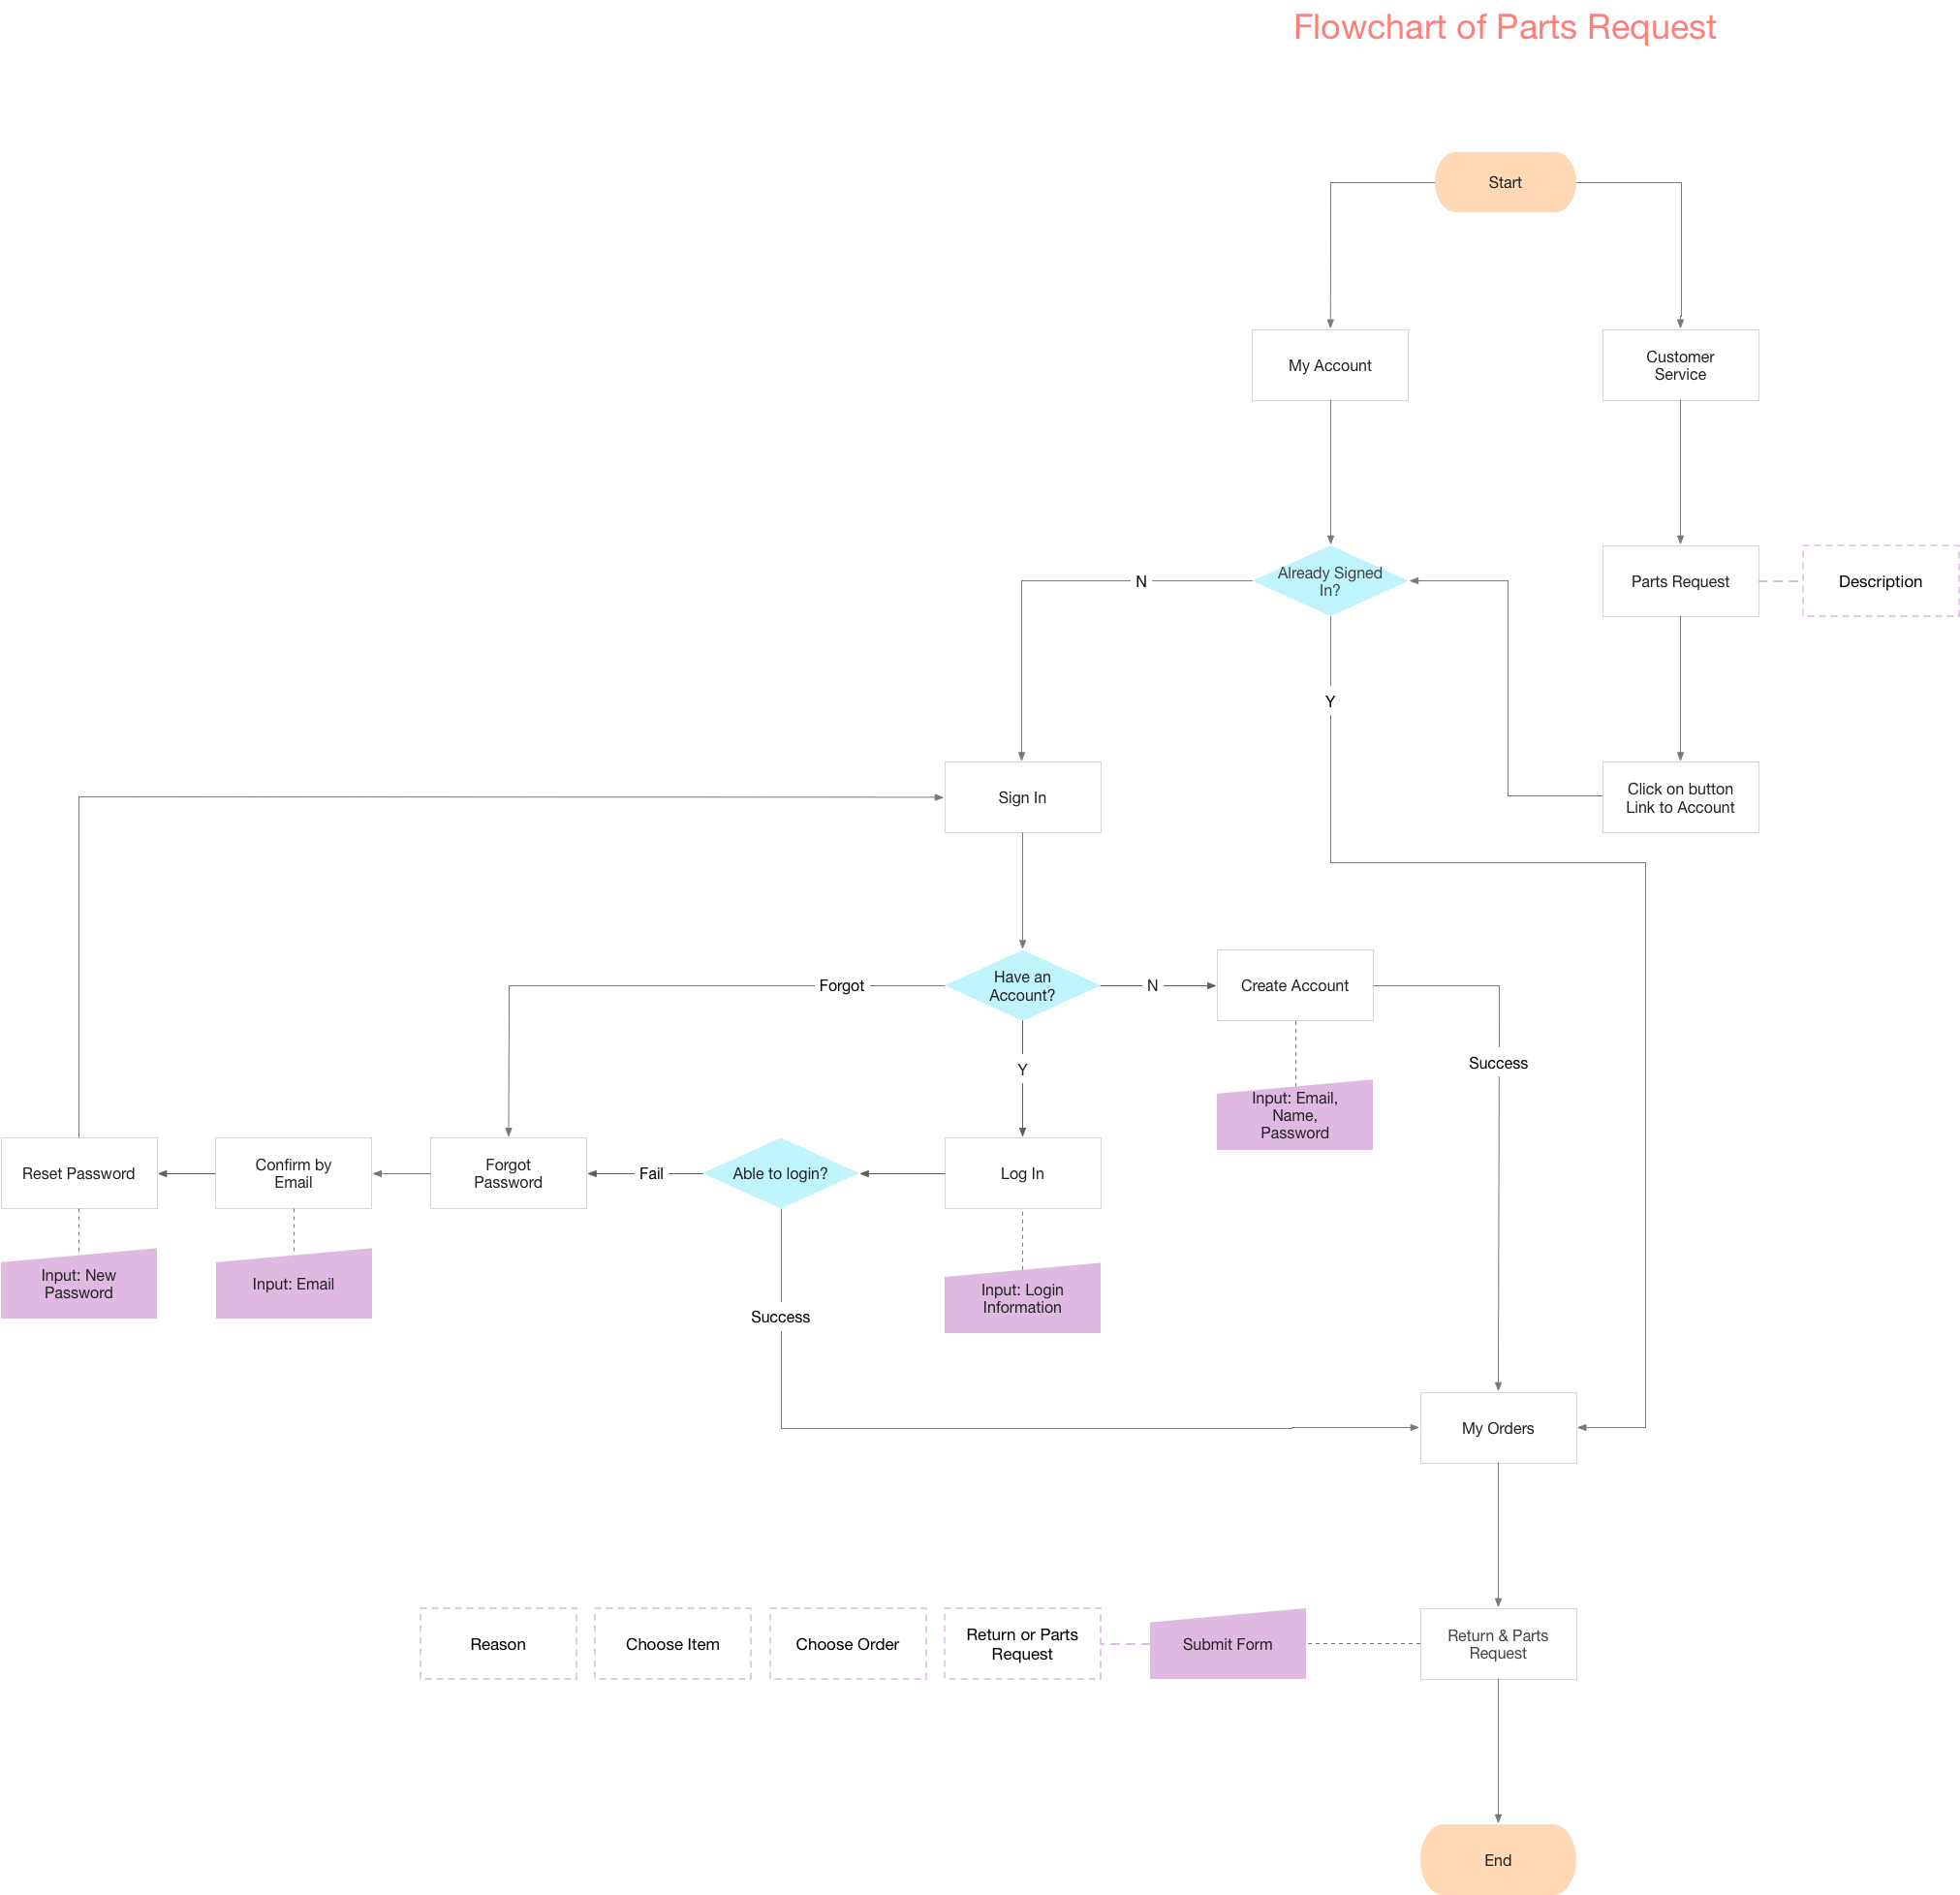 Flowchart of Parts Request
Start
My Account
Customer
Service
Already Signed
In?
N
Parts Request
Description
Y
Sign In
Click on button
Link to Account
Have an
Account?
Forgot
N
Create Account
Y
Success
Input: Email,
Name,
Password
Reset Password
Confirm by
Email
Forgot
Password
Fail
Able to login?
Log In
Input: New
Password
Input: Email
Input: Login
Information
Success
My Orders
Reason
Choose Item
Choose Order
Return or Parts
Request
Submit Form
Return & Parts
Request
End